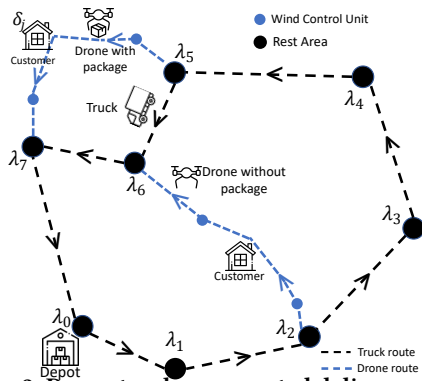 δi
Customer
Drone with
package
Wind Control Unit
Rest Area
λ5
λ4
Truck
λ7
λ6
Drone without
package
λ3
Customer
λ2
λ0
λ1
Depot
Truck route
Drone route